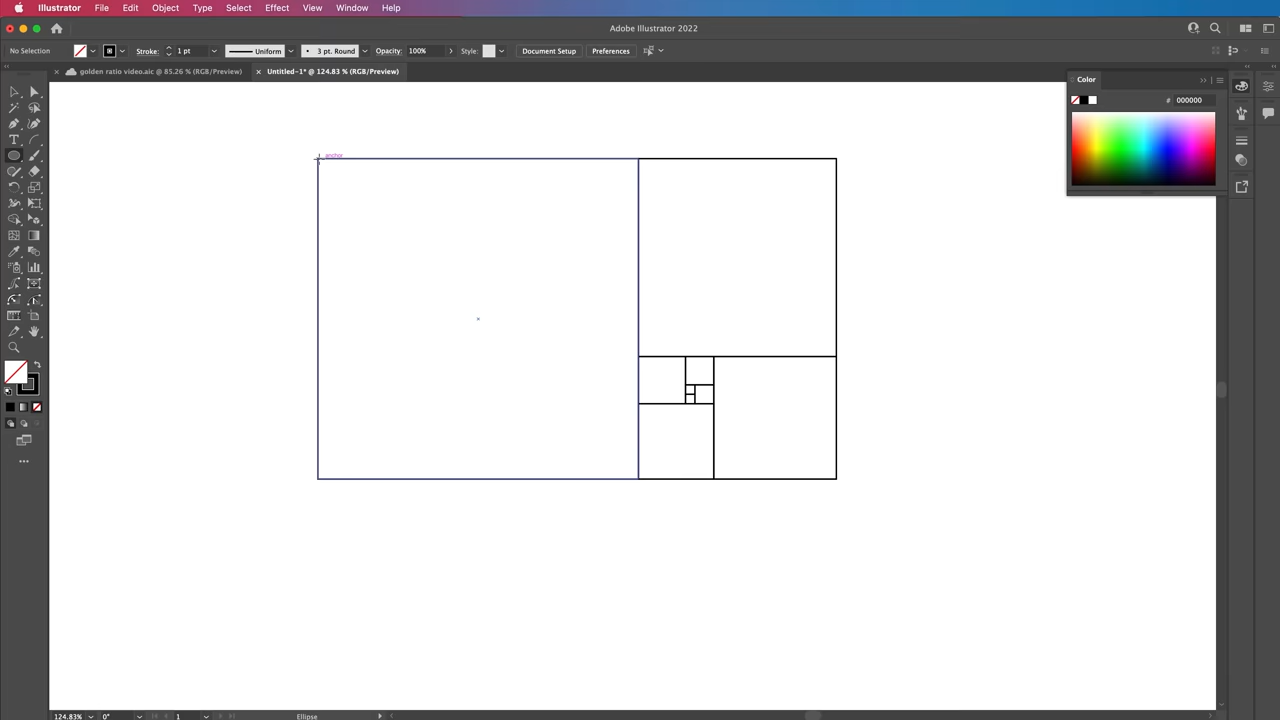 Illustrator File Edit Object Type Select Effect View Window Help
Adobe Illustrator 2022
No Selection Stroke: 1 pt Uniform 3 pt. Round Opacity: 100% Style: Document Setup Preferences
golden ratio video.aic @ 85.26 % (RGB/Preview) Untitled-1* @ 124.83 % (RGB/Preview)
Color
# 000000
anchor
124.83% 0° 1 Ellipse